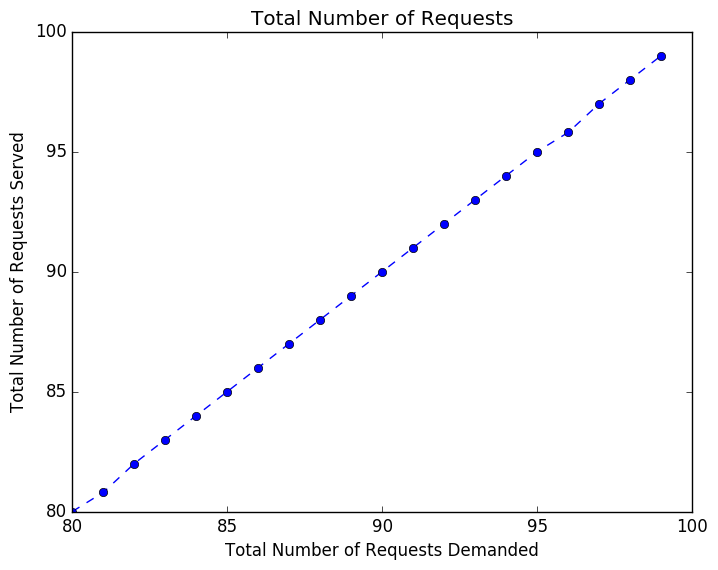 Total Number of Requests
100
95
90
85
80
Total Number of Requests Served
80 85 90 95 100
Total Number of Requests Demanded